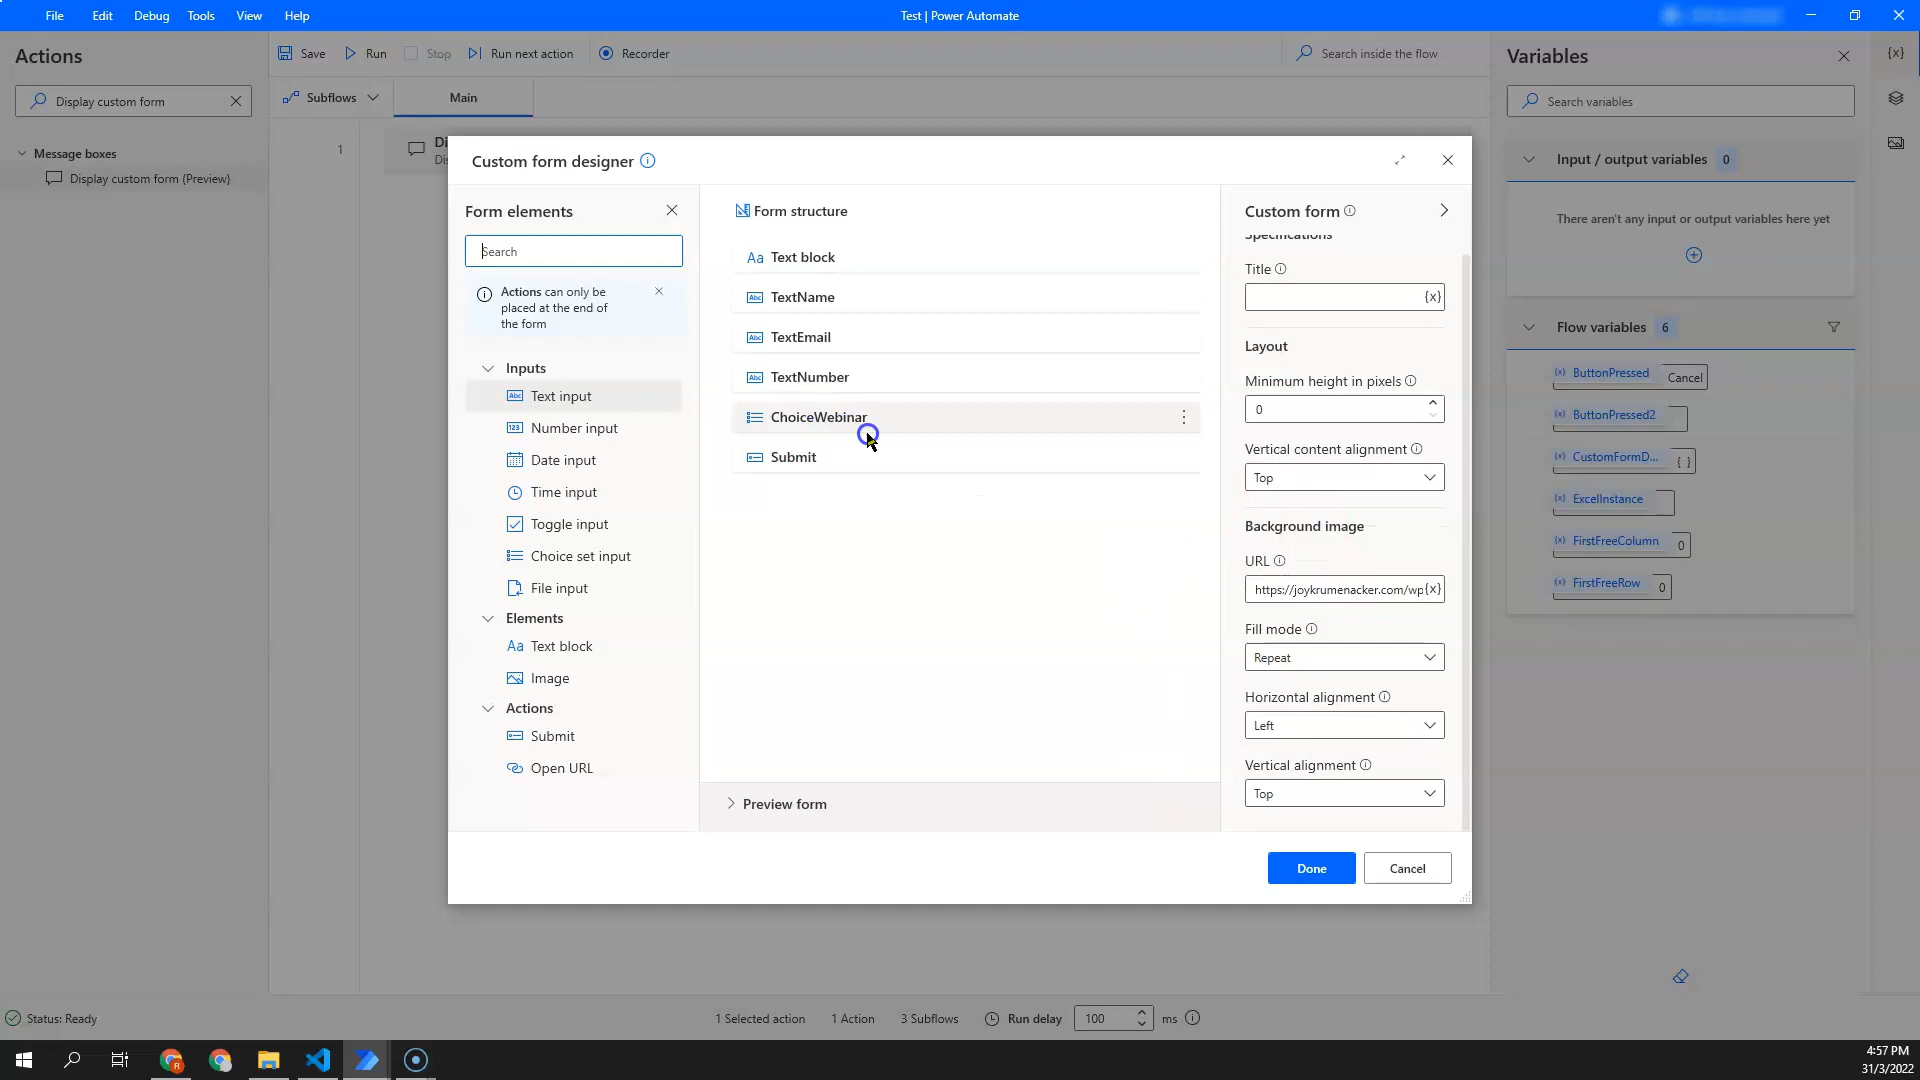 File Edit Debug Tools View Help
Test | Power Automate
Actions
Display custom form
Message boxes
Display custom form (Preview)
Save Run Stop Run next action Recorder
Search inside the flow
Subflows Main
1
Custom form designer
Form elements
Search
Actions can only be
placed at the end of
the form
Inputs
Text input
Number input
Date input
Time input
Toggle input
Choice set input
File input
Elements
Text block
Image
Actions
Submit
Open URL
Form structure
Text block
TextName
TextEmail
TextNumber
ChoiceWebinar
Submit
Preview form
Custom form
Specifications
Title
{x}
Layout
Minimum height in pixels
0
Vertical content alignment
Top
Background image
URL
https://joykrumenacker.com/wp {x}
Fill mode
Repeat
Horizontal alignment
Left
Vertical alignment
Top
Done Cancel
Variables
{x}
Search variables
Input / output variables 0
There aren't any input or output variables here yet
Flow variables 6
(x) ButtonPressed Cancel
(x) ButtonPressed2
(x) CustomFormD... { }
(x) ExcelInstance
(x) FirstFreeColumn 0
(x) FirstFreeRow 0
Status: Ready
1 Selected action 1 Action 3 Subflows Run delay 100 ms
4:57 PM
31/3/2022